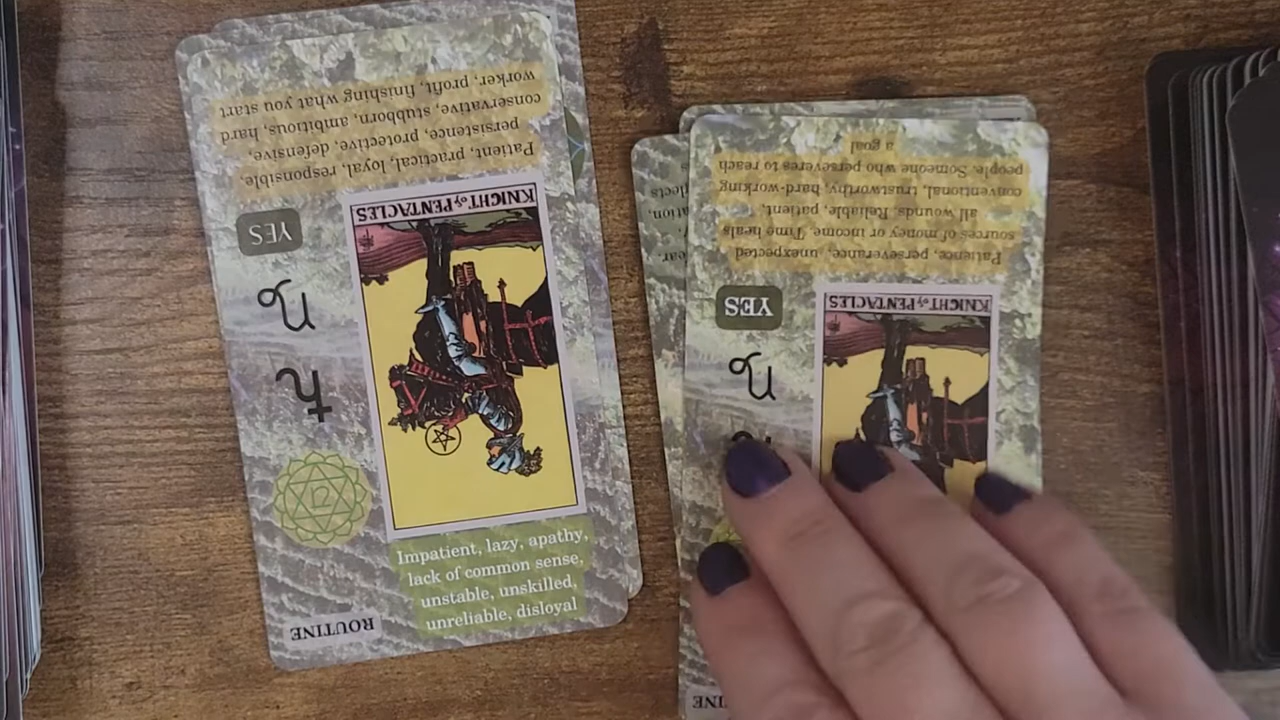 ROUTINE
KNIGHT of PENTACLES
YES
Patient, practical, loyal, responsible,
persistence, protective, defensive,
conservative, stubborn, ambitious, hard
worker, profit, finishing what you start
Impatient, lazy, apathy,
lack of common sense,
unstable, unskilled,
unreliable, disloyal
KNIGHT of PENTACLES
YES
Patience, perseverance, unexpected
sources of money or income. Time heals
all wounds. Reliable, patient,
conventional, trustworthy, hard-working
people. Someone who perseveres to reach
a goal